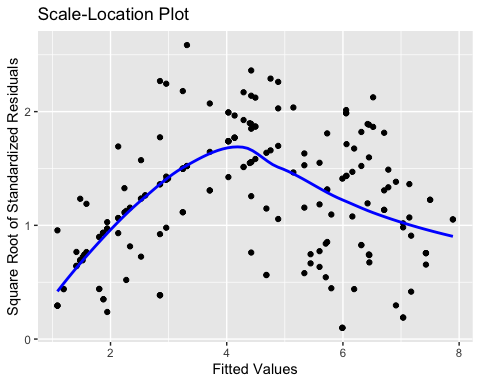 Scale-Location Plot
Square Root of Standardized Residuals
2
1
0
2 4 6 8
Fitted Values